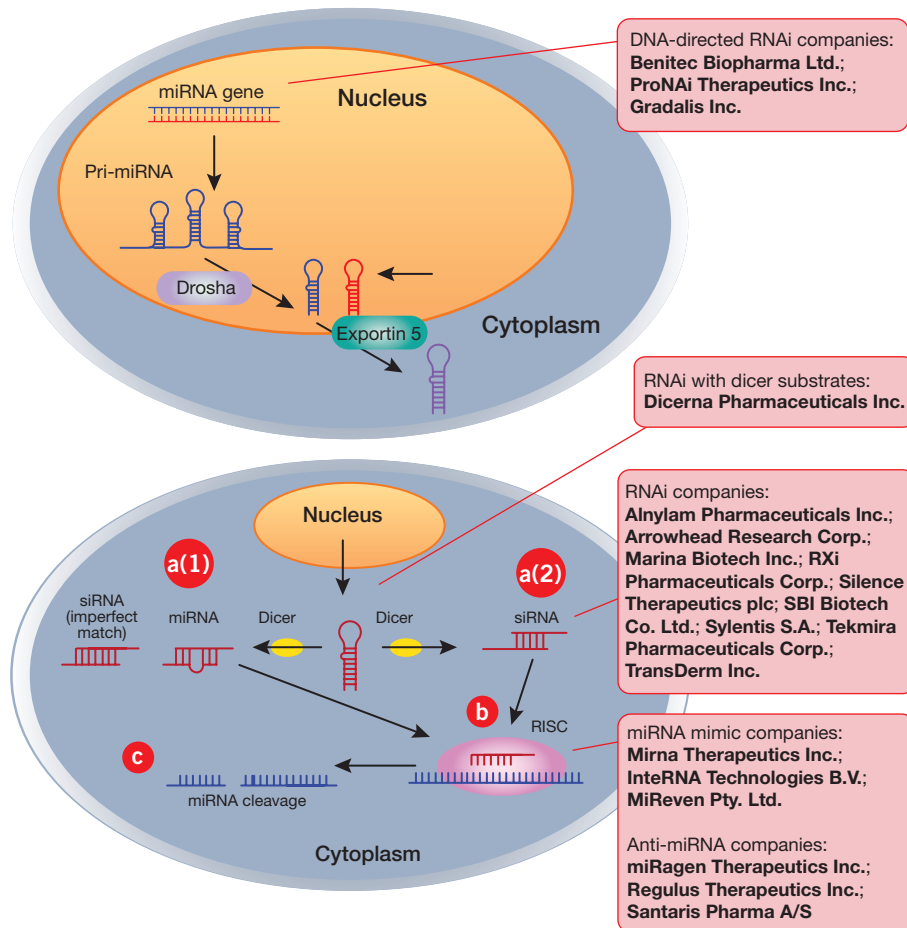 DNA-directed RNAi companies:
Benitec Biopharma Ltd.;
ProNAi Therapeutics Inc.;
Gradalis Inc.
Nucleus
miRNA gene
Pri-miRNA
Drosha
Exportin 5
Cytoplasm
RNAi with dicer substrates:
Dicerna Pharmaceuticals Inc.
Nucleus
a(1)
a(2)
siRNA
(imperfect
match)
miRNA
Dicer
Dicer
siRNA
RNAi companies:
Alnylam Pharmaceuticals Inc.;
Arrowhead Research Corp.;
Marina Biotech Inc.; RXi
Pharmaceuticals Corp.; Silence
Therapeutics plc; SBI Biotech
Co. Ltd.; Sylentis S.A.; Tekmira
Pharmaceuticals Corp.;
TransDerm Inc.
b
RISC
c
miRNA cleavage
Cytoplasm
miRNA mimic companies:
Mirna Therapeutics Inc.;
InteRNA Technologies B.V.;
MiReven Pty. Ltd.
Anti-miRNA companies:
miRagen Therapeutics Inc.;
Regulus Therapeutics Inc.;
Santaris Pharma A/S